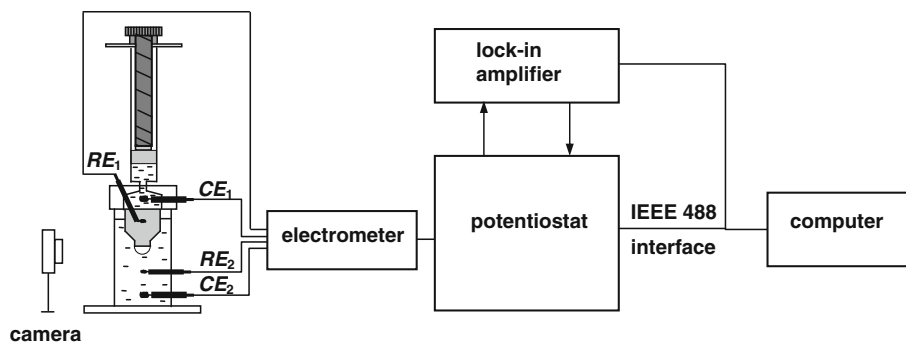 lock-in
amplifier
RE₁
CE₁
electrometer
potentiostat
IEEE 488
interface
computer
RE₂
CE₂
camera